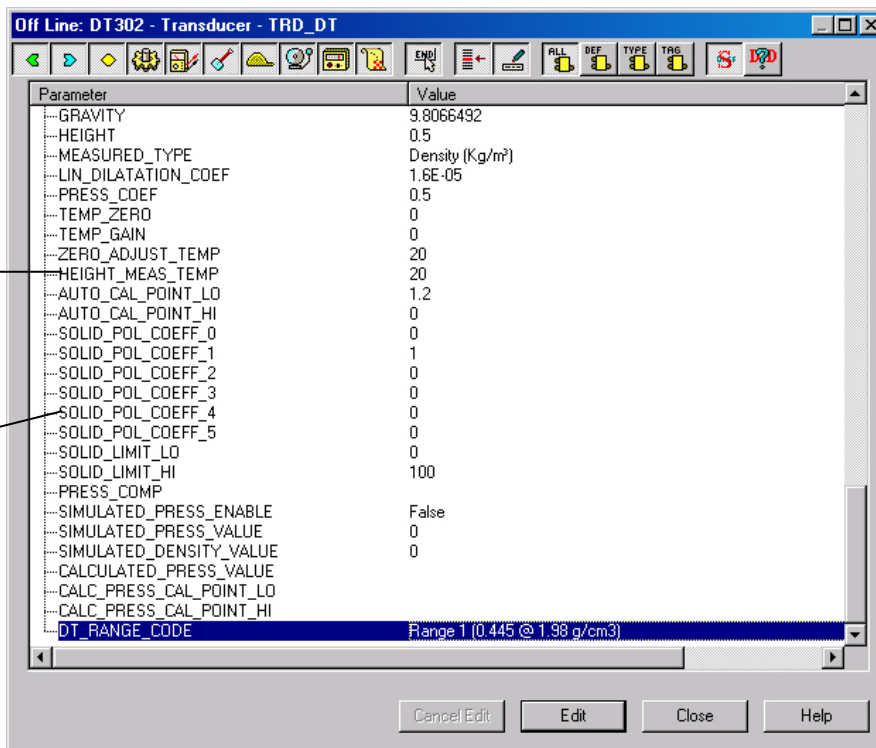 Off Line: DT302 - Transducer - TRD_DT
END ALL DEF TYPE TAG S D?D
Parameter Value
GRAVITY 9.8066492
HEIGHT 0.5
MEASURED_TYPE Density (Kg/m³)
LIN_DILATATION_COEF 1.6E-05
PRESS_COEF 0.5
TEMP_ZERO 0
TEMP_GAIN 0
ZERO_ADJUST_TEMP 20
HEIGHT_MEAS_TEMP 20
AUTO_CAL_POINT_LO 1.2
AUTO_CAL_POINT_HI 0
SOLID_POL_COEFF_0 0
SOLID_POL_COEFF_1 1
SOLID_POL_COEFF_2 0
SOLID_POL_COEFF_3 0
SOLID_POL_COEFF_4 0
SOLID_POL_COEFF_5 0
SOLID_LIMIT_LO 0
SOLID_LIMIT_HI 100
PRESS_COMP
SIMULATED_PRESS_ENABLE False
SIMULATED_PRESS_VALUE 0
SIMULATED_DENSITY_VALUE 0
CALCULATED_PRESS_VALUE
CALC_PRESS_CAL_POINT_LO
CALC_PRESS_CAL_POINT_HI
DT_RANGE_CODE Range 1 (0.445 @ 1.98 g/cm3)
Cancel Edit Edit Close Help